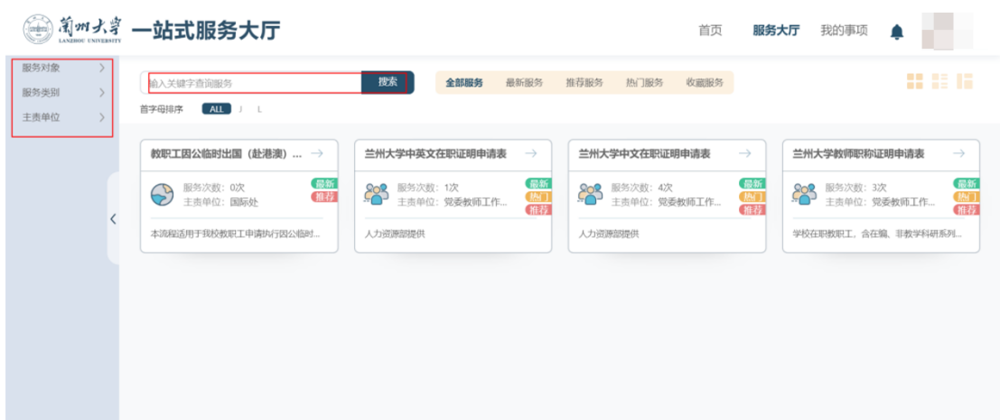 蘭州大學
LANZHOU UNIVERSITY
一站式服务大厅
首页 服务大厅 我的事项
服务对象
服务类别
主责单位
输入关键字查询服务 搜索
全部服务 最新服务 推荐服务 热门服务 收藏服务
首字母排序 ALL J L
教职工因公临时出国（赴港澳）...
服务次数：0次
主责单位：国际处
最新
推荐
本流程适用于我校教职工申请执行因公临时...
兰州大学中英文在职证明申请表
服务次数：1次
主责单位：党委教师工作...
最新
热门
推荐
人力资源部提供
兰州大学中文在职证明申请表
服务次数：4次
主责单位：党委教师工作...
最新
热门
推荐
人力资源部提供
兰州大学教师职称证明申请表
服务次数：3次
主责单位：党委教师工作...
最新
热门
推荐
学校在职教职工，含在编、非教学科研系列...